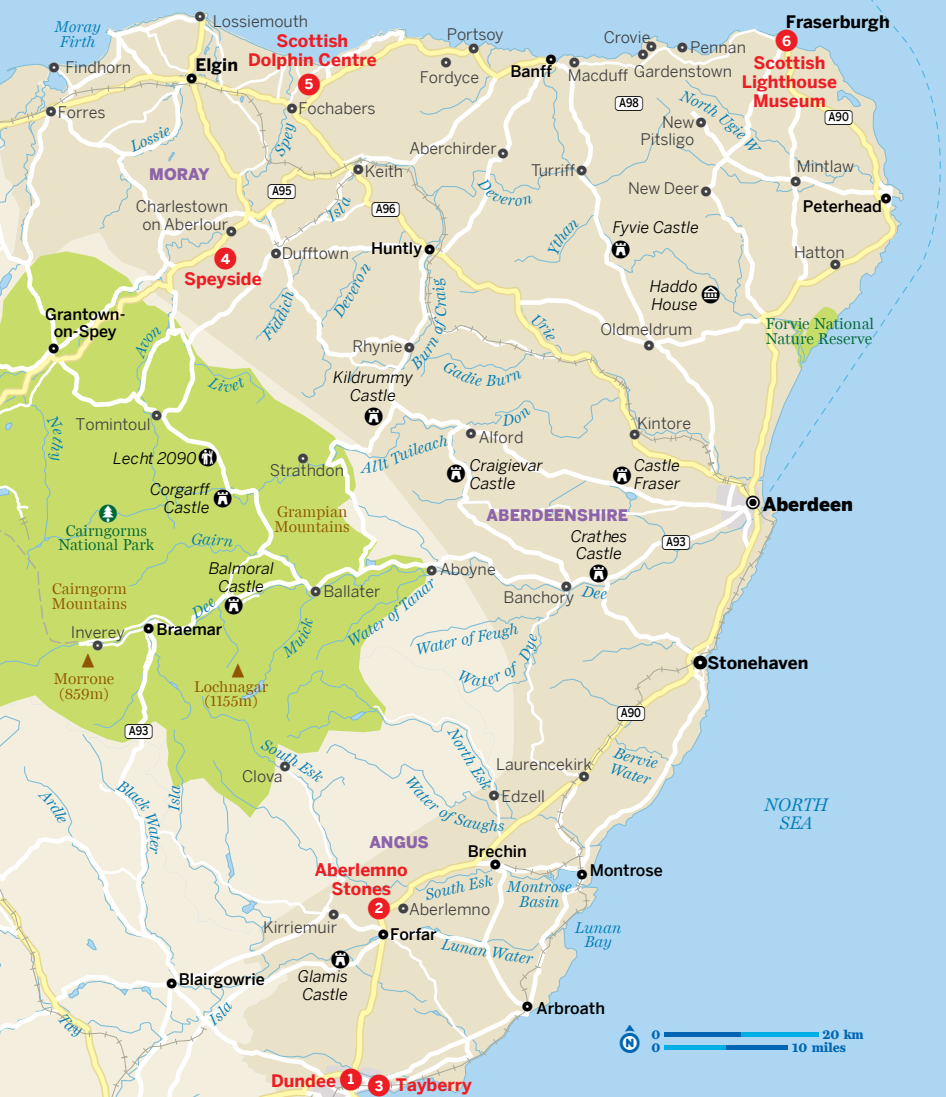 Moray
Firth
Lossiemouth
Scottish
Dolphin Centre
5
Portsoy
Crovie
Pennan
Fraserburgh
6
Scottish
Lighthouse
Museum
Findhorn
Elgin
Fordyce
Banff
Macduff
Gardenstown
Forres
Fochabers
A98
North Ugie W
A90
Lossie
Spey
New
Pitsligo
Aberchirder
MORAY
Keith
Turriff
Mintlaw
A95
Deveron
New Deer
Charlestown
on Aberlour
Isla
A96
Peterhead
Ythan
Fyvie Castle
4
Speyside
Dufftown
Huntly
Hatton
Fiddich
Deveron
Haddo
House
Grantown-
on-Spey
Avon
Burn of Craig
Urie
Oldmeldrum
Forvie National
Nature Reserve
Rhynie
Livet
Kildrummy
Castle
Gadie Burn
Nethy
Tomintoul
Don
Kintore
Alford
Lecht 2090
Strathdon
Allt Tuileach
Craigievar
Castle
Castle
Fraser
Corgarff
Castle
Cairngorms
National Park
Grampian
Mountains
ABERDEENSHIRE
Aberdeen
Gairn
Crathes
Castle
A93
Balmoral
Castle
Aboyne
Cairngorm
Mountains
Dee
Ballater
Water of Tanar
Banchory
Dee
Inverey
Braemar
Muick
Water of Feugh
Water of Dye
Morrone
(859m)
Lochnagar
(1155m)
Stonehaven
A93
A90
South Esk
Clova
North Esk
Laurencekirk
Bervie
Water
Ardle
Black Water
Isla
Water of Saughs
Edzell
NORTH
SEA
ANGUS
Brechin
Aberlemno
Stones
2
South Esk
Montrose
Basin
Montrose
Aberlemno
Kirriemuir
Forfar
Lunan Water
Lunan
Bay
Glamis
Castle
Blairgowrie
Isla
Tay
Arbroath
N
0
20 km
0
10 miles
Dundee
1
3
Tayberry